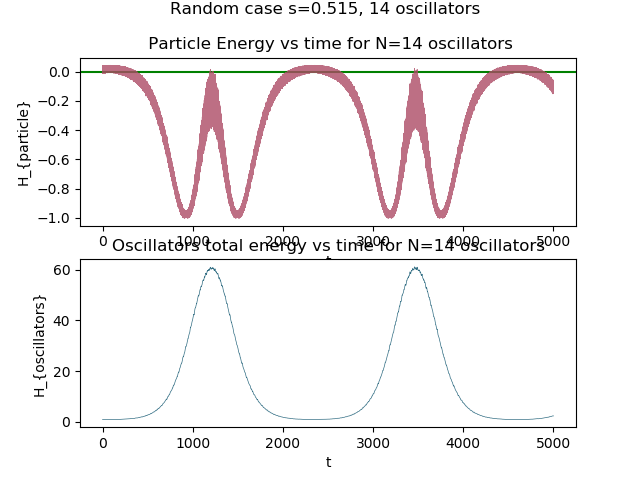 Random case s=0.515, 14 oscillators
Particle Energy vs time for N=14 oscillators
H_{particle}
0.0
−0.2
−0.4
−0.6
−0.8
−1.0
0 1000 2000 3000 4000 5000
t
Oscillators total energy vs time for N=14 oscillators
H_{oscillators}
60
40
20
0
0 1000 2000 3000 4000 5000
t